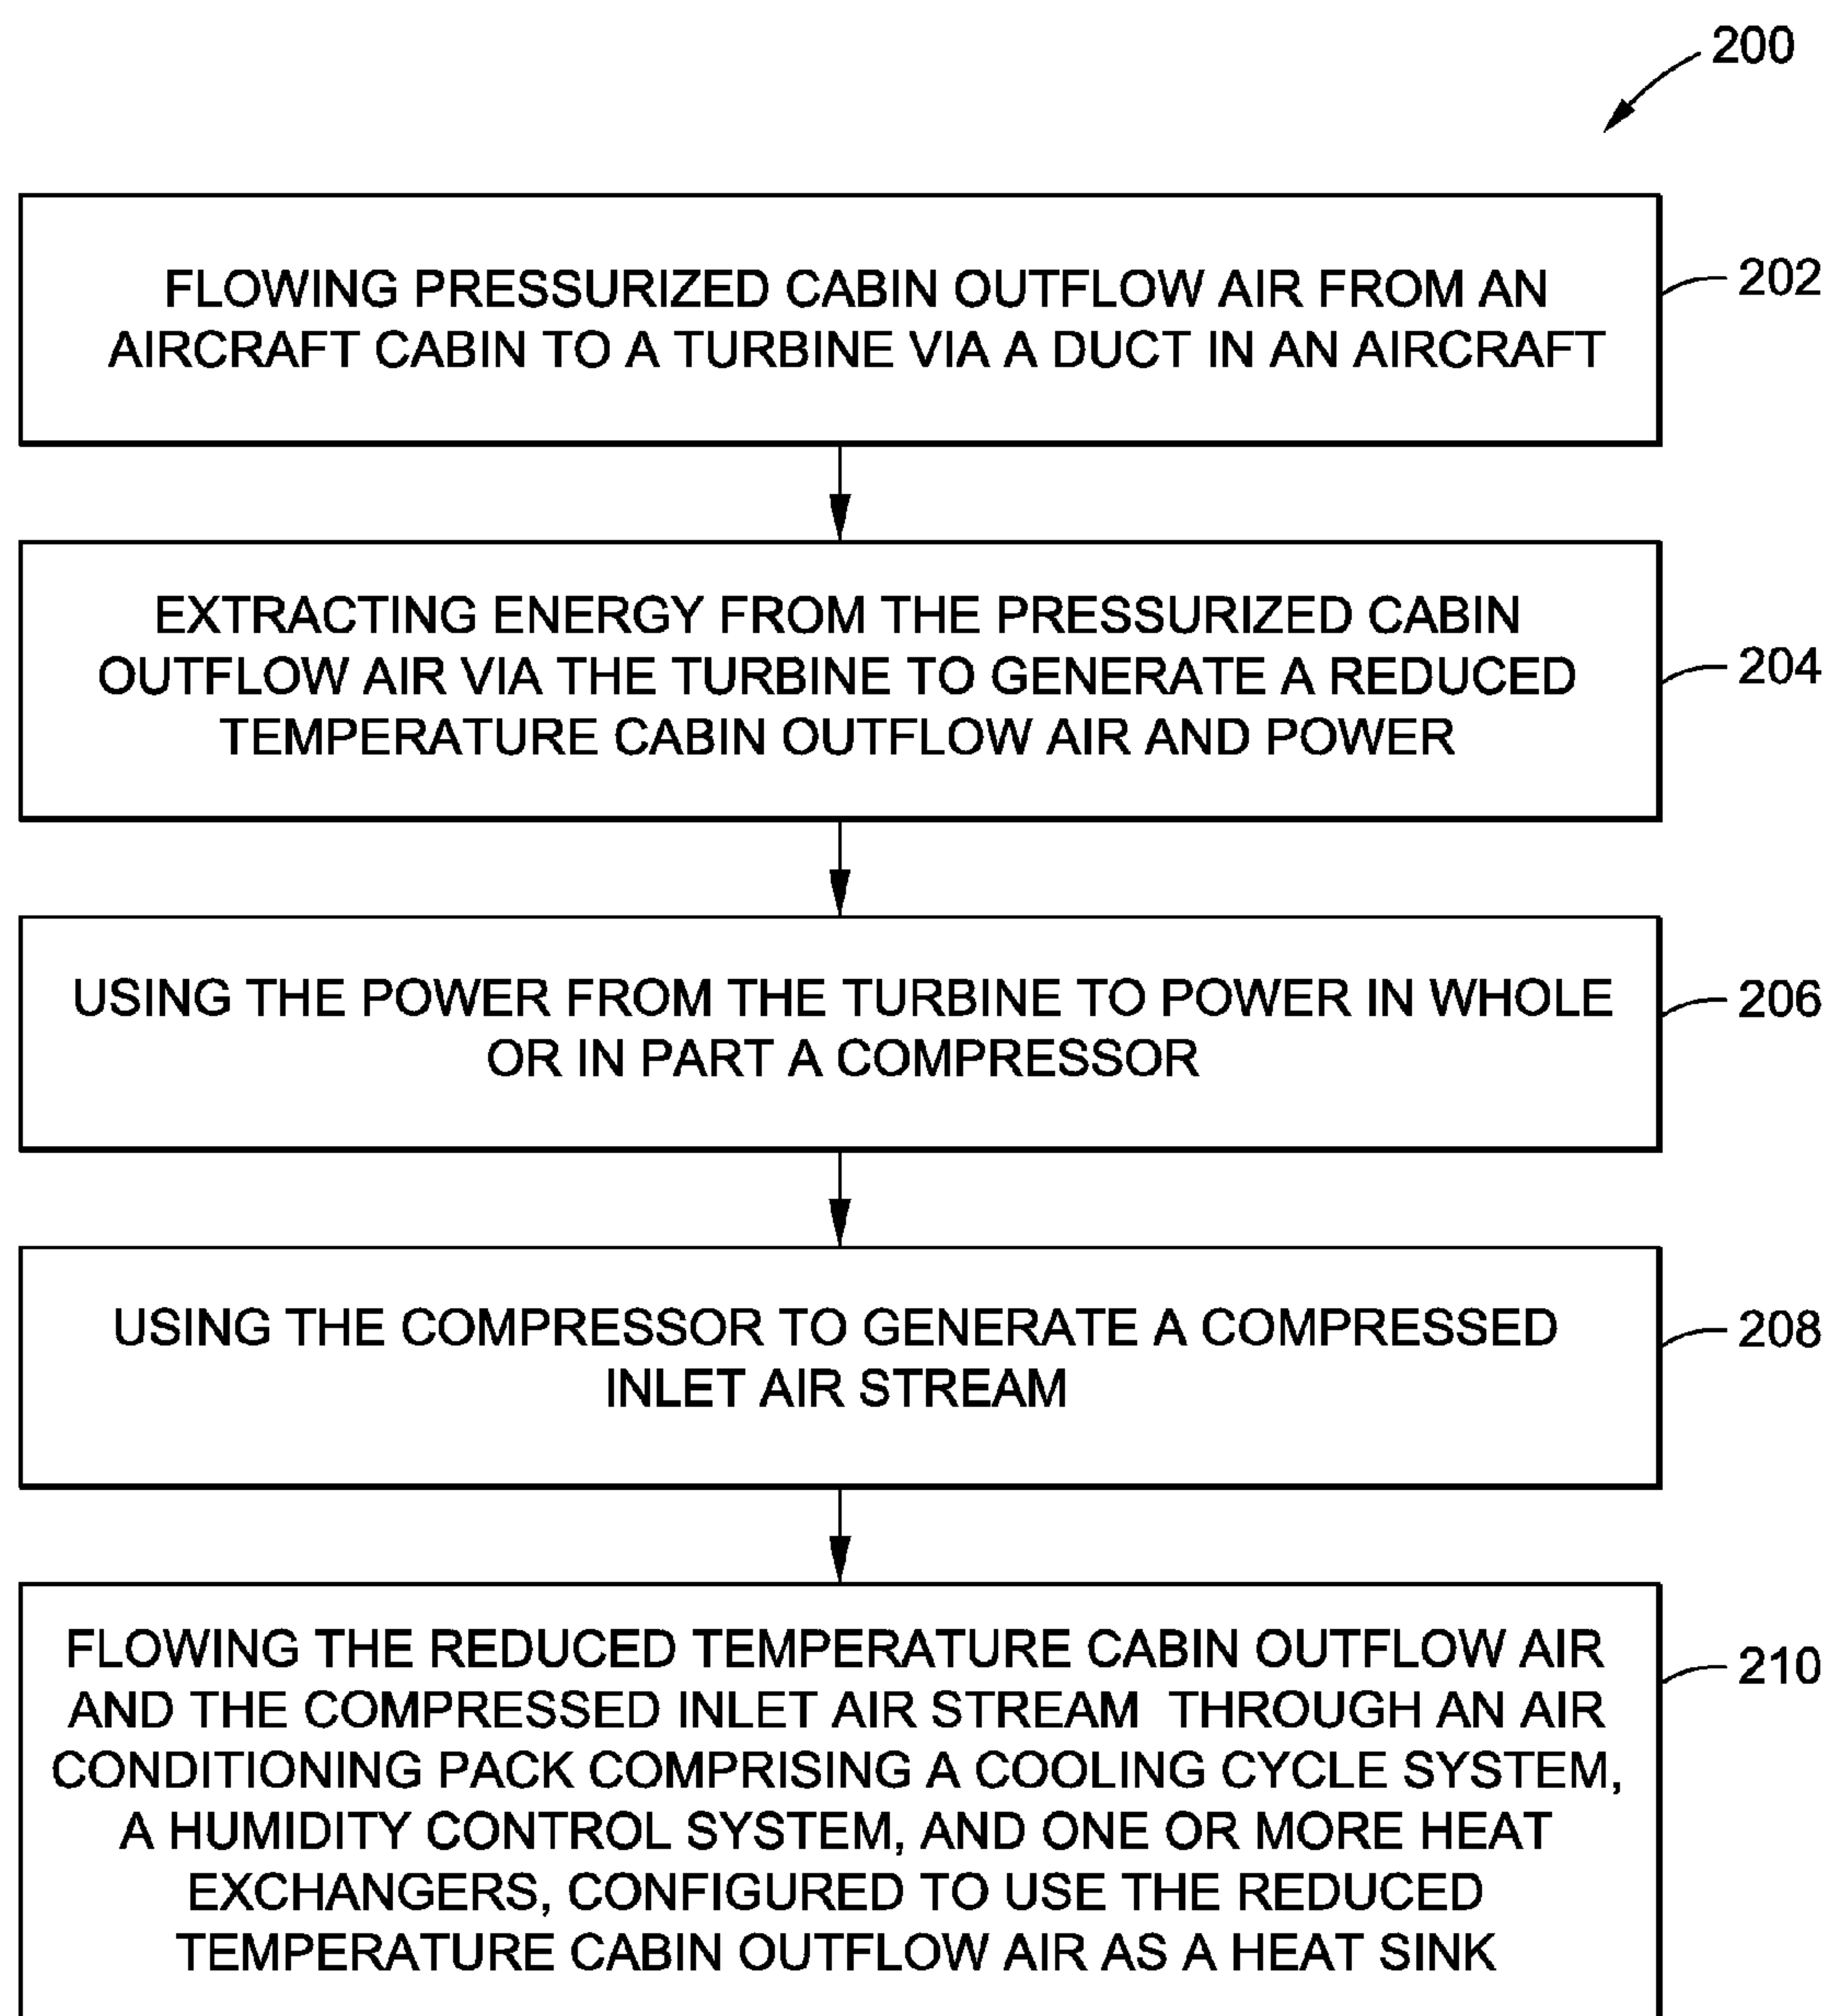 200
FLOWING PRESSURIZED CABIN OUTFLOW AIR FROM AN
AIRCRAFT CABIN TO A TURBINE VIA A DUCT IN AN AIRCRAFT
202
EXTRACTING ENERGY FROM THE PRESSURIZED CABIN
OUTFLOW AIR VIA THE TURBINE TO GENERATE A REDUCED
TEMPERATURE CABIN OUTFLOW AIR AND POWER
204
USING THE POWER FROM THE TURBINE TO POWER IN WHOLE
OR IN PART A COMPRESSOR
206
USING THE COMPRESSOR TO GENERATE A COMPRESSED
INLET AIR STREAM
208
FLOWING THE REDUCED TEMPERATURE CABIN OUTFLOW AIR
AND THE COMPRESSED INLET AIR STREAM THROUGH AN AIR
CONDITIONING PACK COMPRISING A COOLING CYCLE SYSTEM,
A HUMIDITY CONTROL SYSTEM, AND ONE OR MORE HEAT
EXCHANGERS, CONFIGURED TO USE THE REDUCED
TEMPERATURE CABIN OUTFLOW AIR AS A HEAT SINK
210